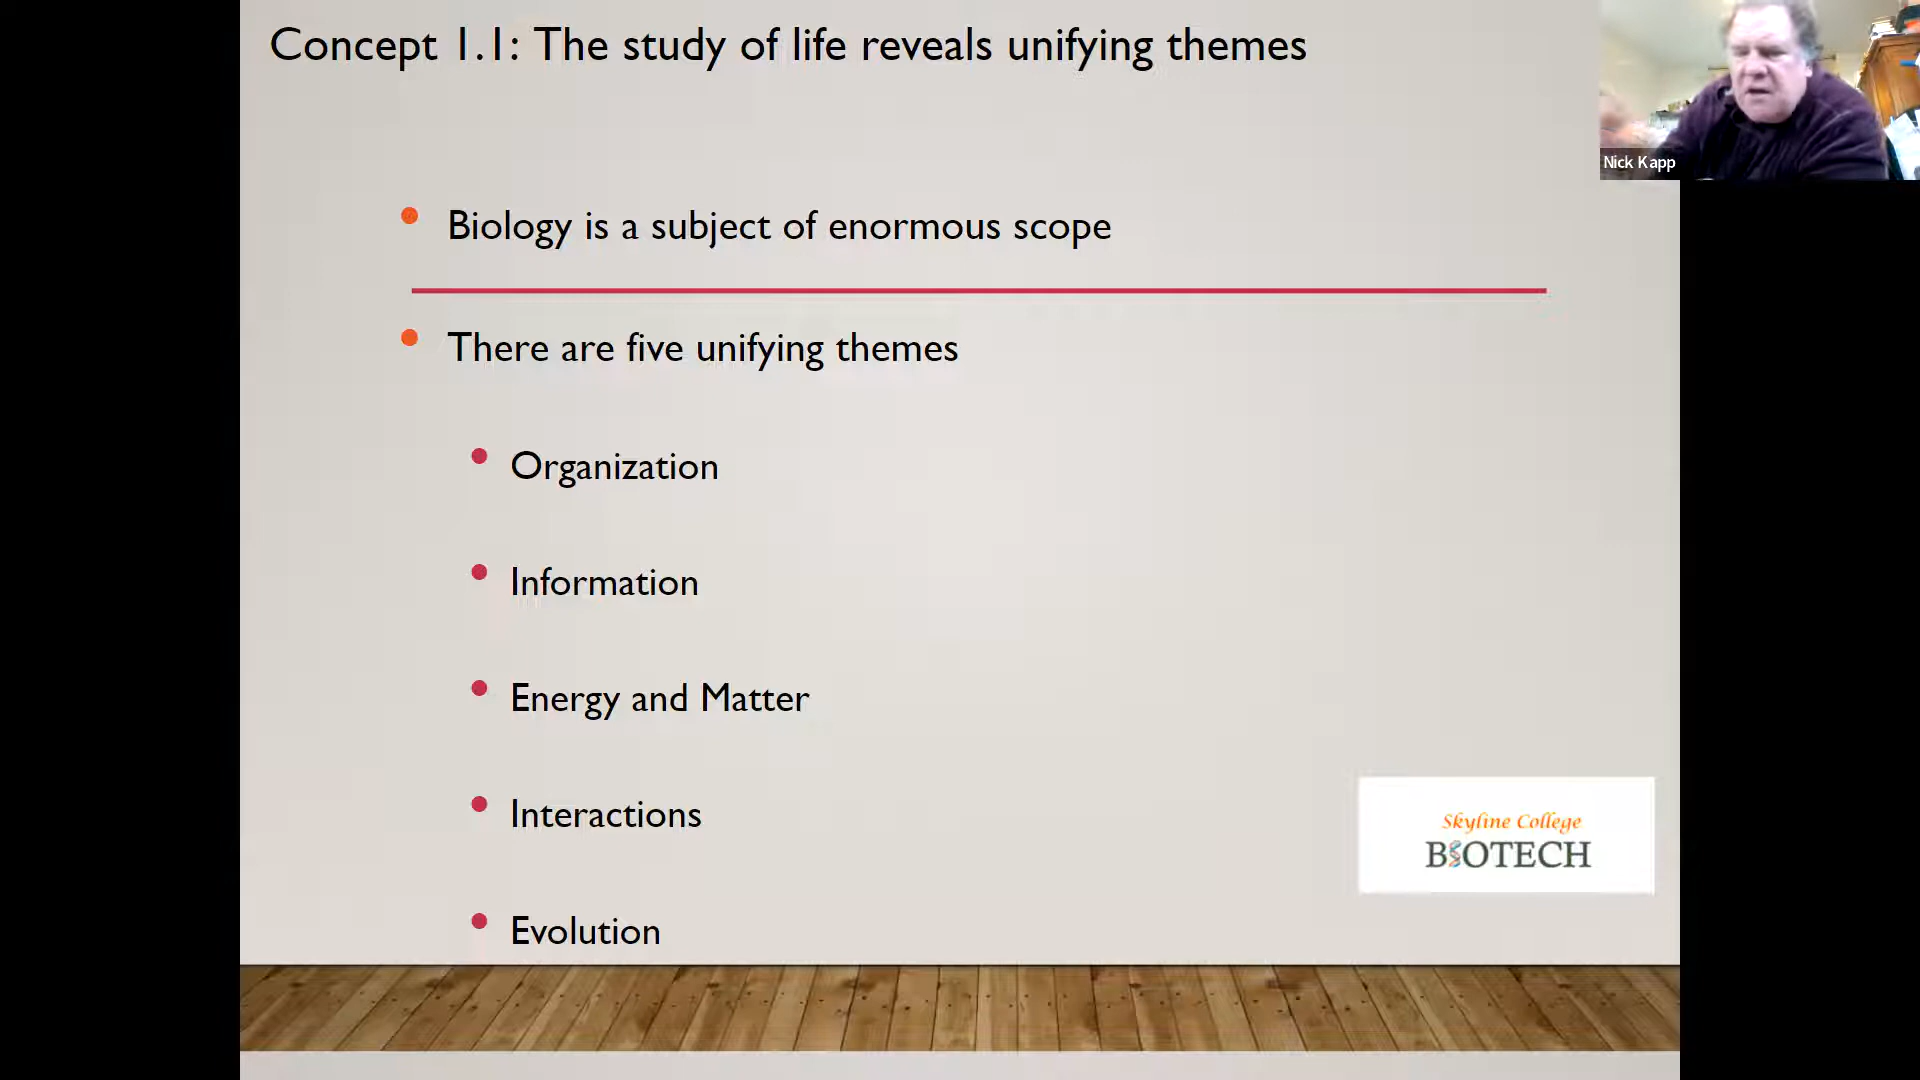 Concept 1.1: The study of life reveals unifying themes
Nick Kapp
Biology is a subject of enormous scope
There are five unifying themes
Organization
Information
Energy and Matter
Interactions
Evolution
Skyline College
BIOTECH